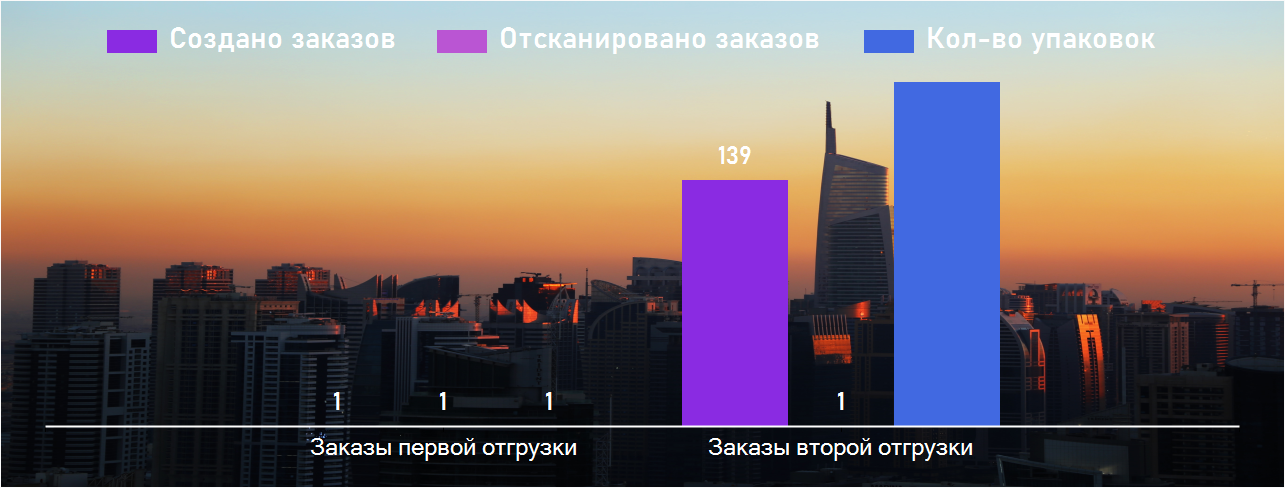 Создано заказов Отсканировано заказов Кол-во упаковок
139
1 1 1 1
Заказы первой отгрузки Заказы второй отгрузки